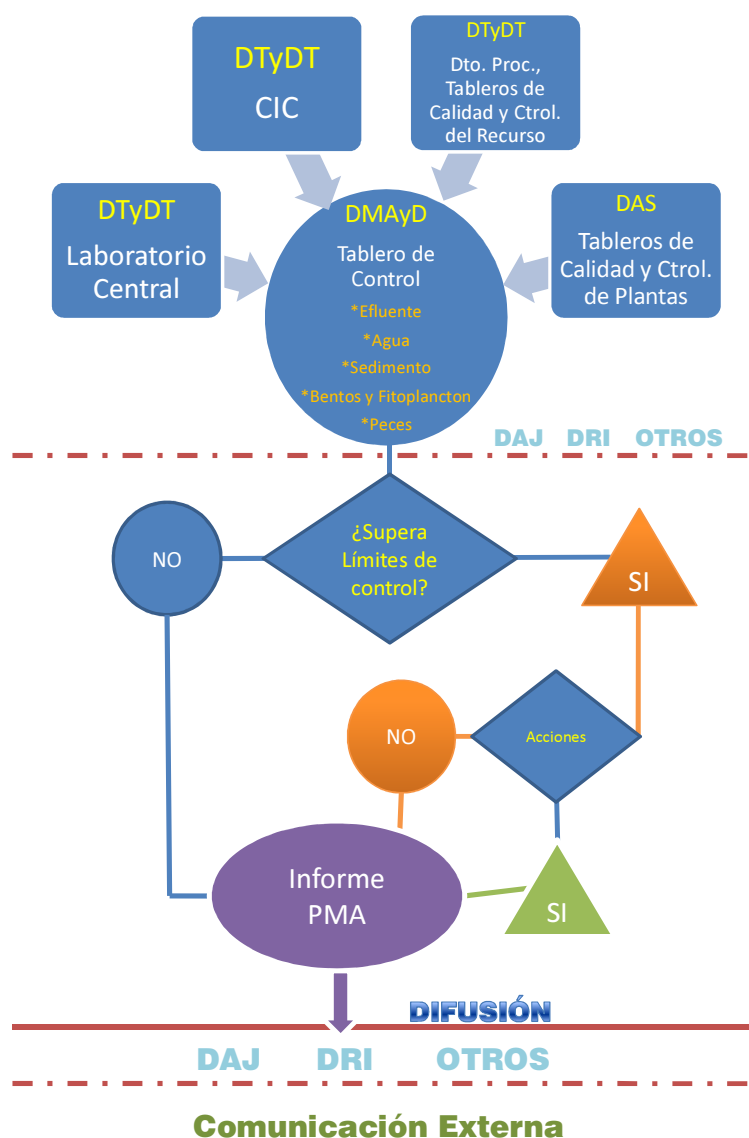 DTyDT
CIC
DTyDT
Dto. Proc.,
Tableros de
Calidad y Ctrol.
del Recurso
DTyDT
Laboratorio
Central
DMAyD
Tablero de
Control
*Efluente
*Agua
*Sedimento
*Bentos y Fitoplancton
*Peces
DAS
Tableros de
Calidad y Ctrol.
de Plantas
DAJ DRI OTROS
¿Supera
Límites de
control?
NO
SI
NO
Acciones
Informe
PMA
SI
DIFUSIÓN
DAJ DRI OTROS
Comunicación Externa